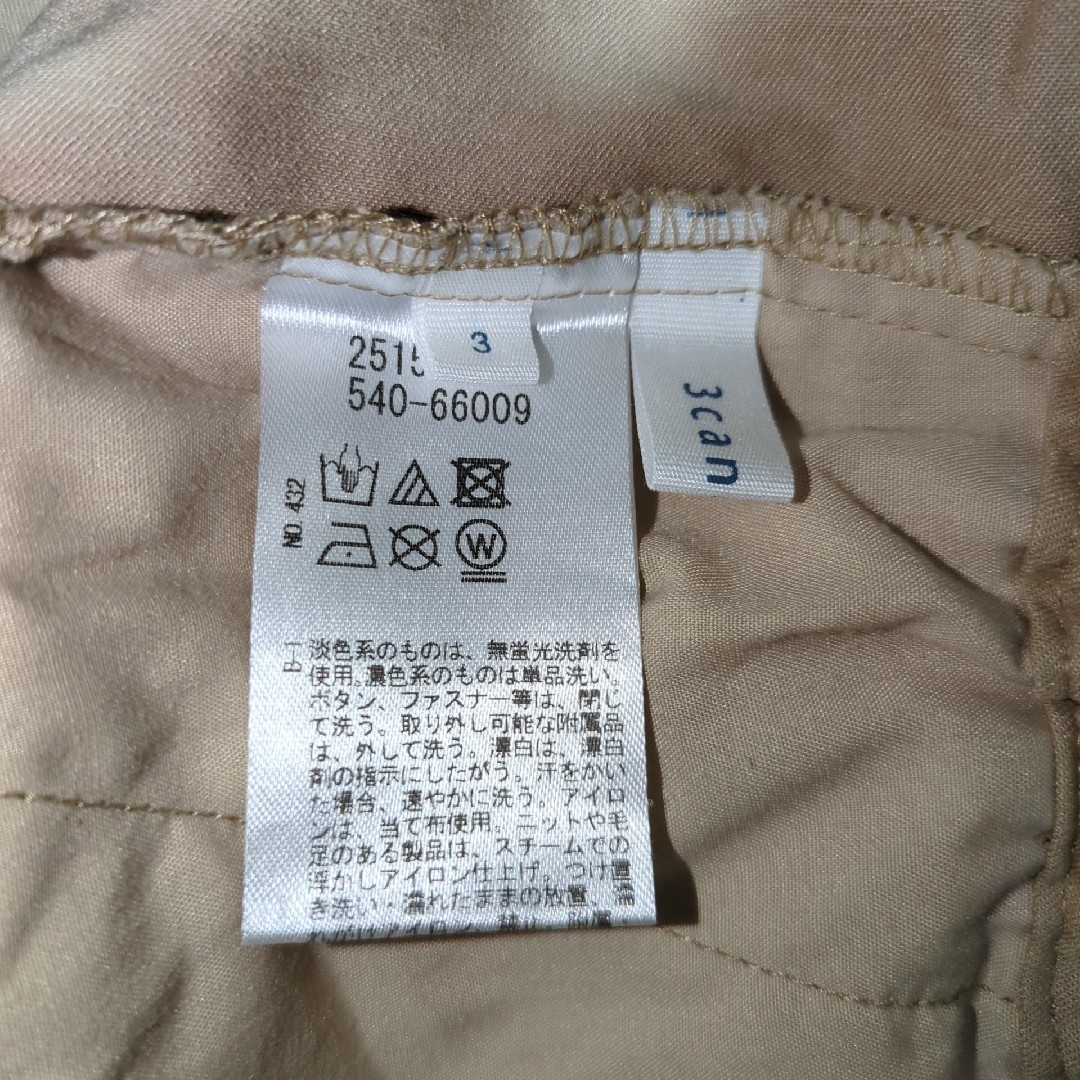 3
2515
540-66009
3can
NO. 432
W
P-1
淡色系のものは、無蛍光洗剤を
使用。濃色系のものは単品洗い。
ボタン、ファスナー等は、閉じ
て洗う。取り外し可能な附属品
は、外して洗う。漂白は、漂白
剤の指示にしたがう。汗をかい
た場合、速やかに洗う。アイロ
ンは、当て布使用。ニットや毛
足のある製品は、スチームでの
浮かしアイロン仕上げ。つけ置
き洗い・濡れたままの放置、濡